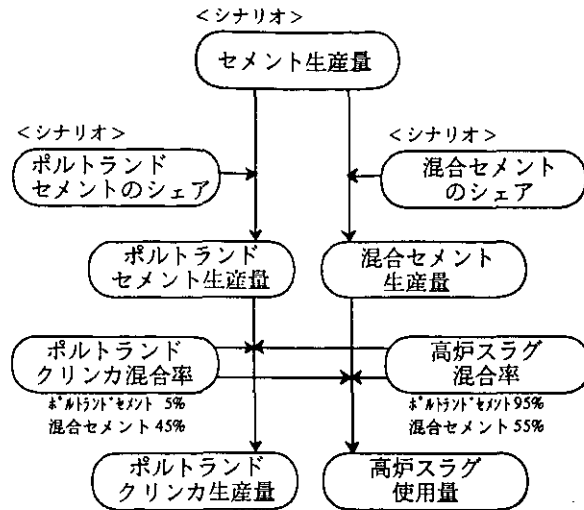 ＜シナリオ＞
セメント生産量
＜シナリオ＞
ポルトランド
セメントのシェア
＜シナリオ＞
混合セメント
のシェア
ポルトランド
セメント生産量
混合セメント
生産量
ポルトランド
クリンカ混合率
ポルトランドセメント 5%
混合セメント 45%
高炉スラグ
混合率
ポルトランドセメント95%
混合セメント 55%
ポルトランド
クリンカ生産量
高炉スラグ
使用量